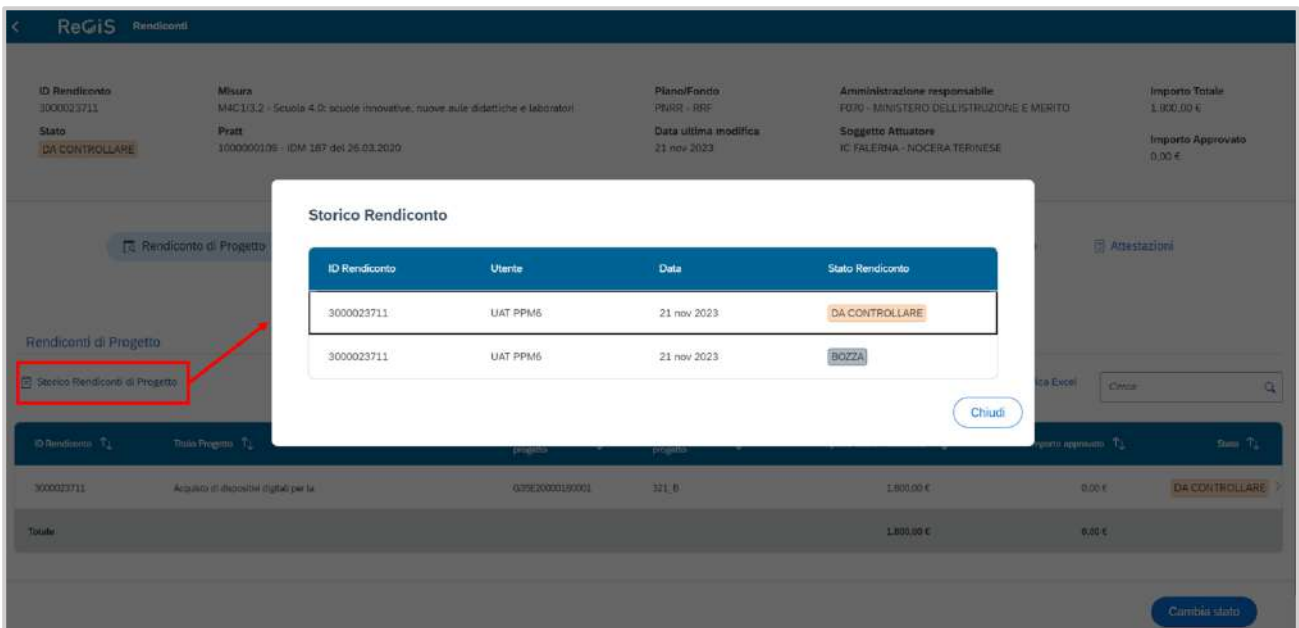 ReGiS Rendiconti
ID Rendiconto
3000023711
Stato
DA CONTROLLARE
Misura
M4C1I3.2 - Scuola 4.0: scuole innovative, nuove aule didattiche e laboratori
Pratt
1000000108 - IDM 187 del 26.03.2020
Piano/Fondo
PNRR - RRF
Data ultima modifica
21 nov 2023
Amministrazione responsabile
F070 - MINISTERO DELL'ISTRUZIONE E MERITO
Soggetto Attuatore
IC FALERNA - NOCERA TERINESE
Importo Totale
1.800,00 €
Importo Approvato
0,00 €
Rendiconto di Progetto
Attestazioni
Storico Rendiconto
ID Rendiconto Utente Data Stato Rendiconto
3000023711 UAT PPM6 21 nov 2023 DA CONTROLLARE
3000023711 UAT PPM6 21 nov 2023 BOZZA
Chiudi
Rendiconti di Progetto
Storico Rendiconti di Progetto
Excel
Cerca
ID Rendiconto Titolo Progetto progetto progetto approvato Stato
3000023711 Acquisto di dispositivi digitali per la... 321_B 1.800,00 € 0,00 € DA CONTROLLARE
Totale 1.800,00 € 0,00 €
Cambia stato